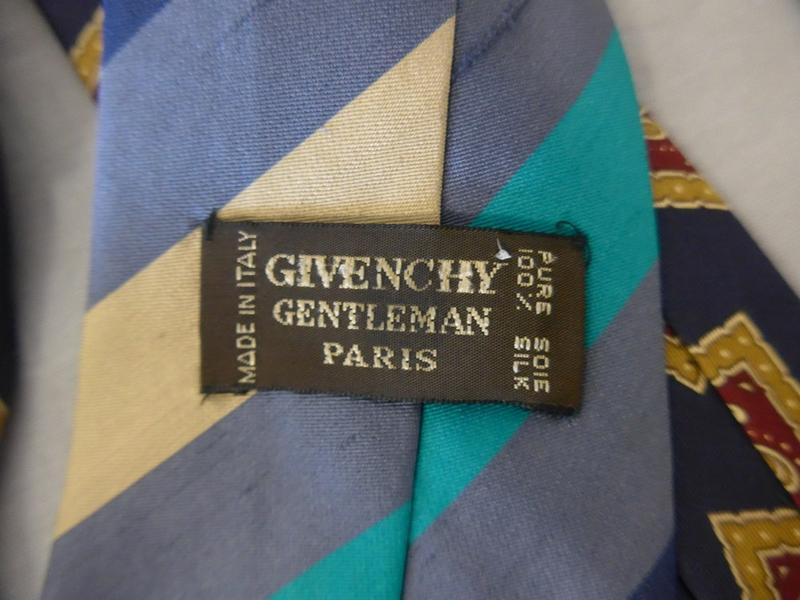 MADE IN ITALY
GIVENCHY
GENTLEMAN
PARIS
PURE SOIE
100% SILK